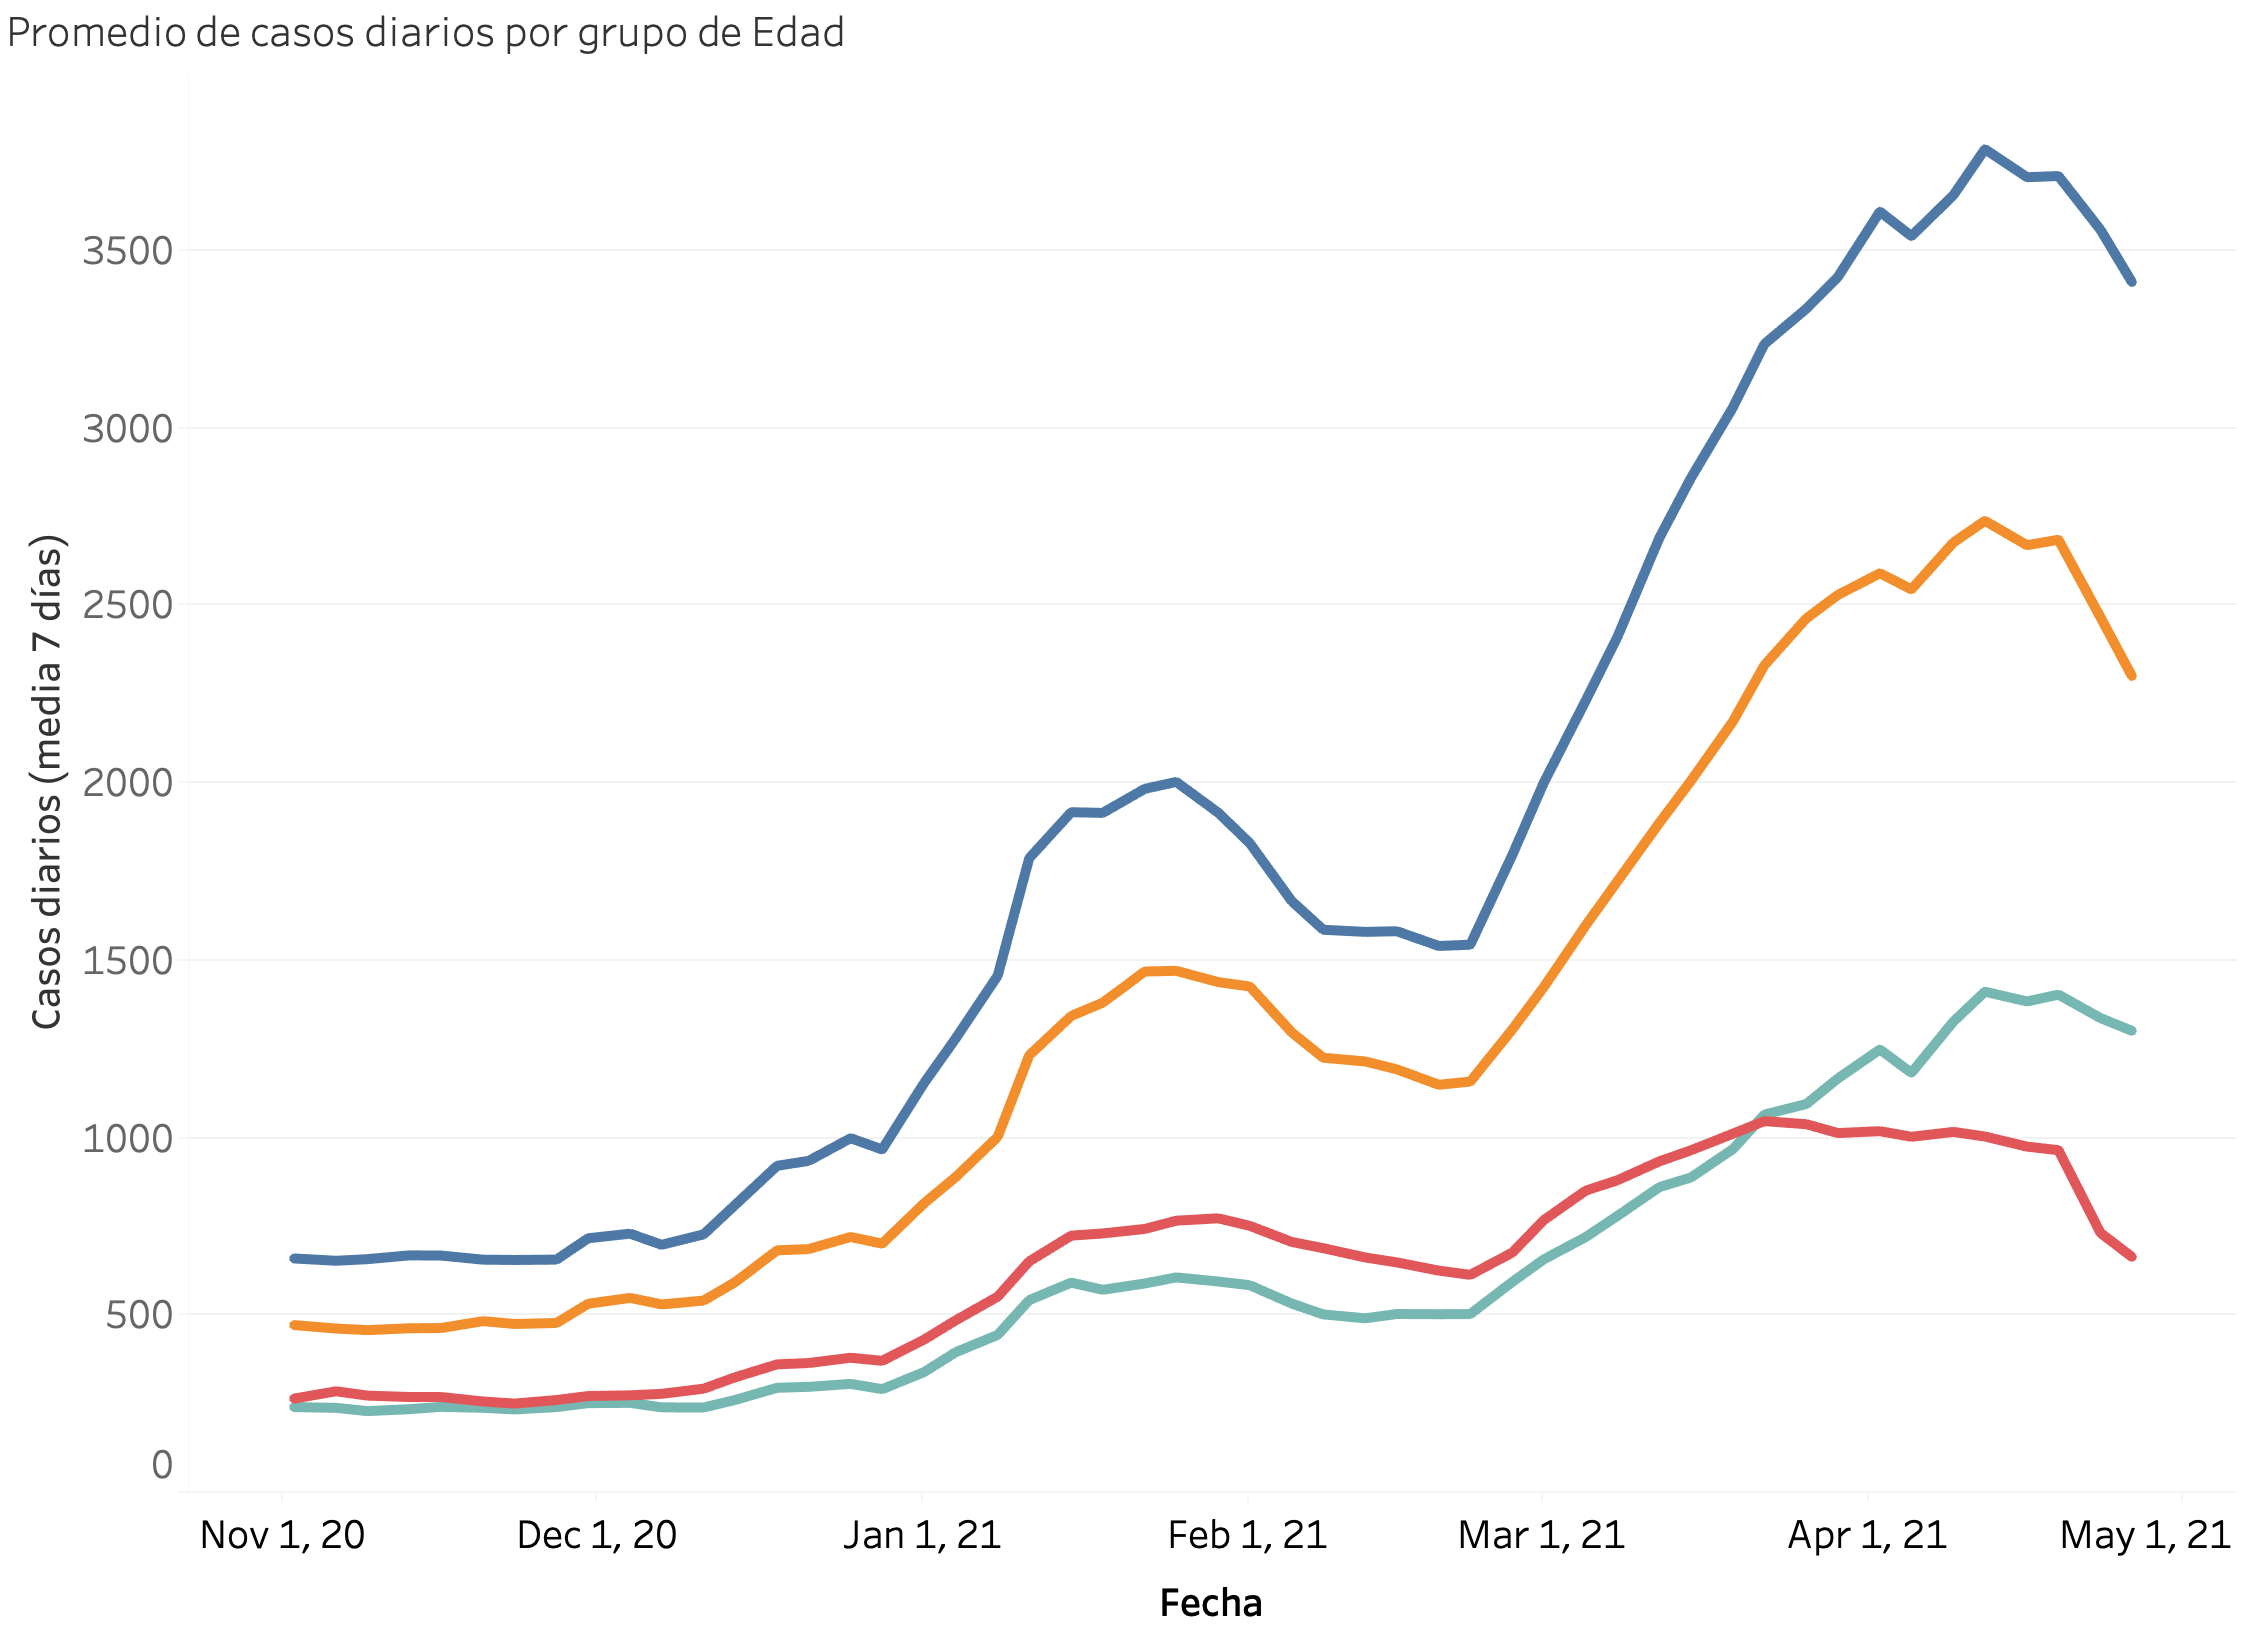 Promedio de casos diarios por grupo de Edad
Casos diarios (media 7 días)
3500
3000
2500
2000
1500
1000
500
0
Nov 1, 20
Dec 1, 20
Jan 1, 21
Feb 1, 21
Mar 1, 21
Apr 1, 21
May 1, 21
Fecha